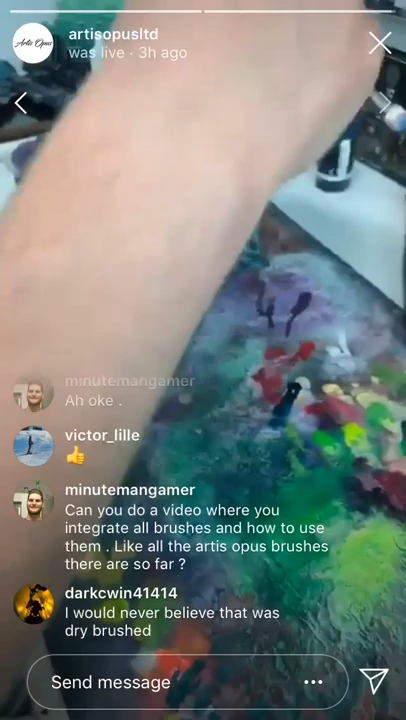 Artis Opus
artisopusltd
was live · 3h ago
minutemangamer
Ah oke .
victor_lille
👍
minutemangamer
Can you do a video where you
integrate all brushes and how to use
them . Like all the artis opus brushes
there are so far ?
darkcwin41414
I would never believe that was
dry brushed
Send message